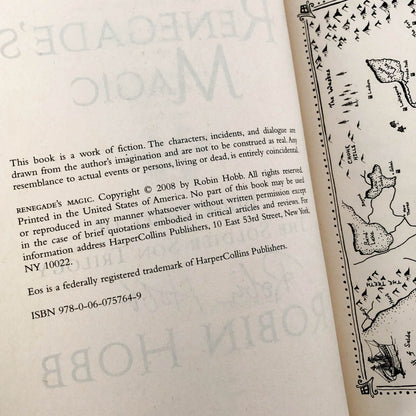 This book is a work of fiction. The characters, incidents, and dialogue are
drawn from the author's imagination and are not to be construed as real. Any
resemblance to actual events or persons, living or dead, is entirely coincidental.
RENEGADE'S MAGIC. Copyright © 2008 by Robin Hobb. All rights reserved.
Printed in the United States of America. No part of this book may be used
or reproduced in any manner whatsoever without written permission except
in the case of brief quotations embodied in critical articles and reviews. For
information address HarperCollins Publishers, 10 East 53rd Street, New York,
NY 10022.
Eos is a federally registered trademark of HarperCollins Publishers.
ISBN 978-0-06-075764-9
RENEGADE'S
MAGIC
ROBIN HOBB
The Wastes
THE TEETH